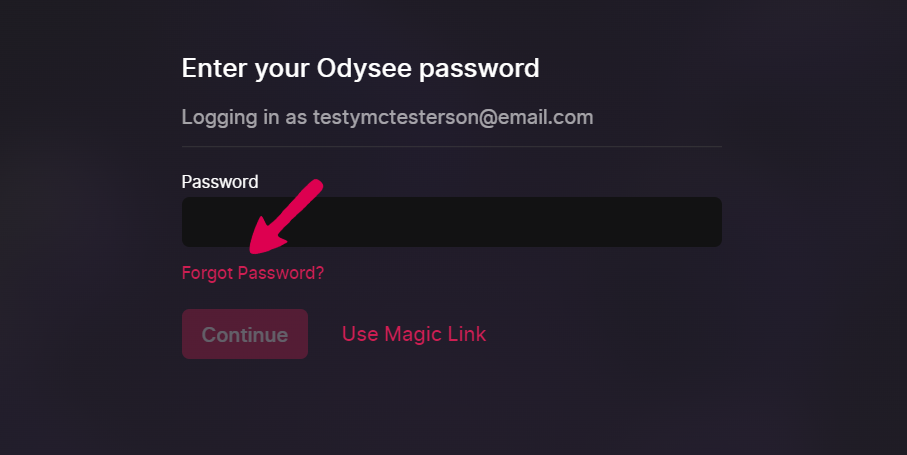 Enter your Odysee password
Logging in as testymctesterson@email.com
Password
Forgot Password?
Continue
Use Magic Link